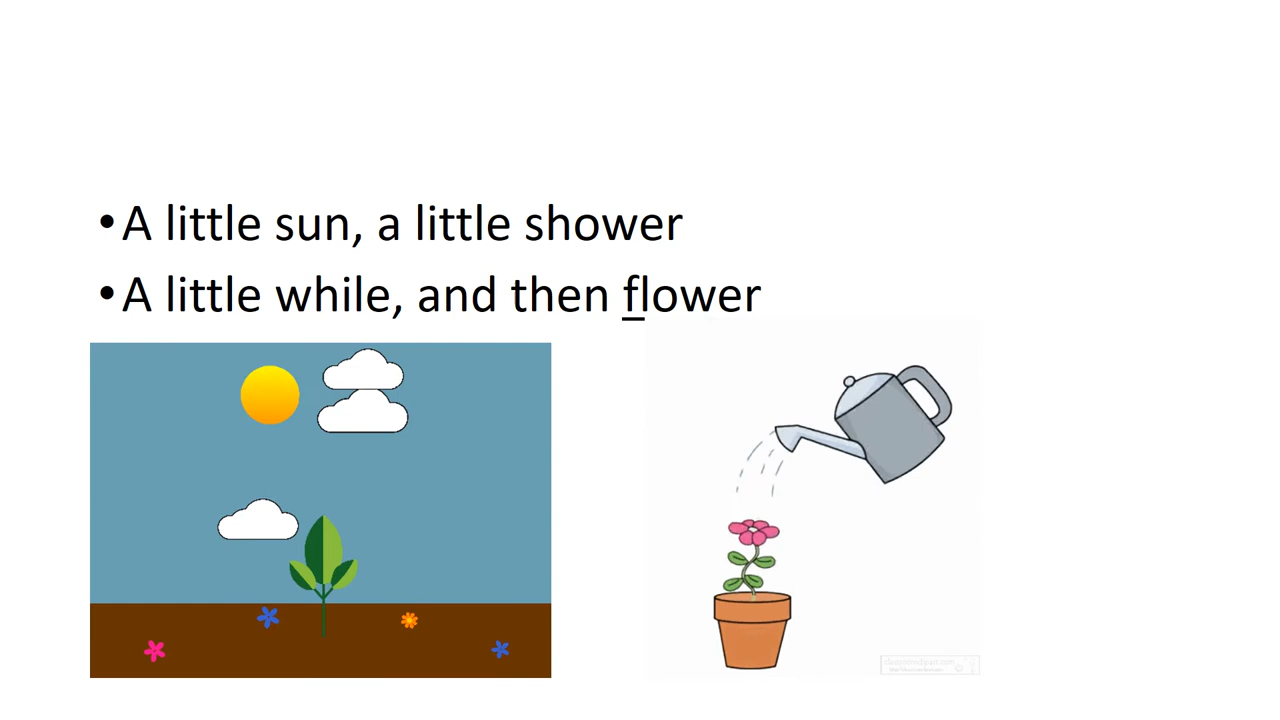 •A little sun, a little shower
•A little while, and then flower